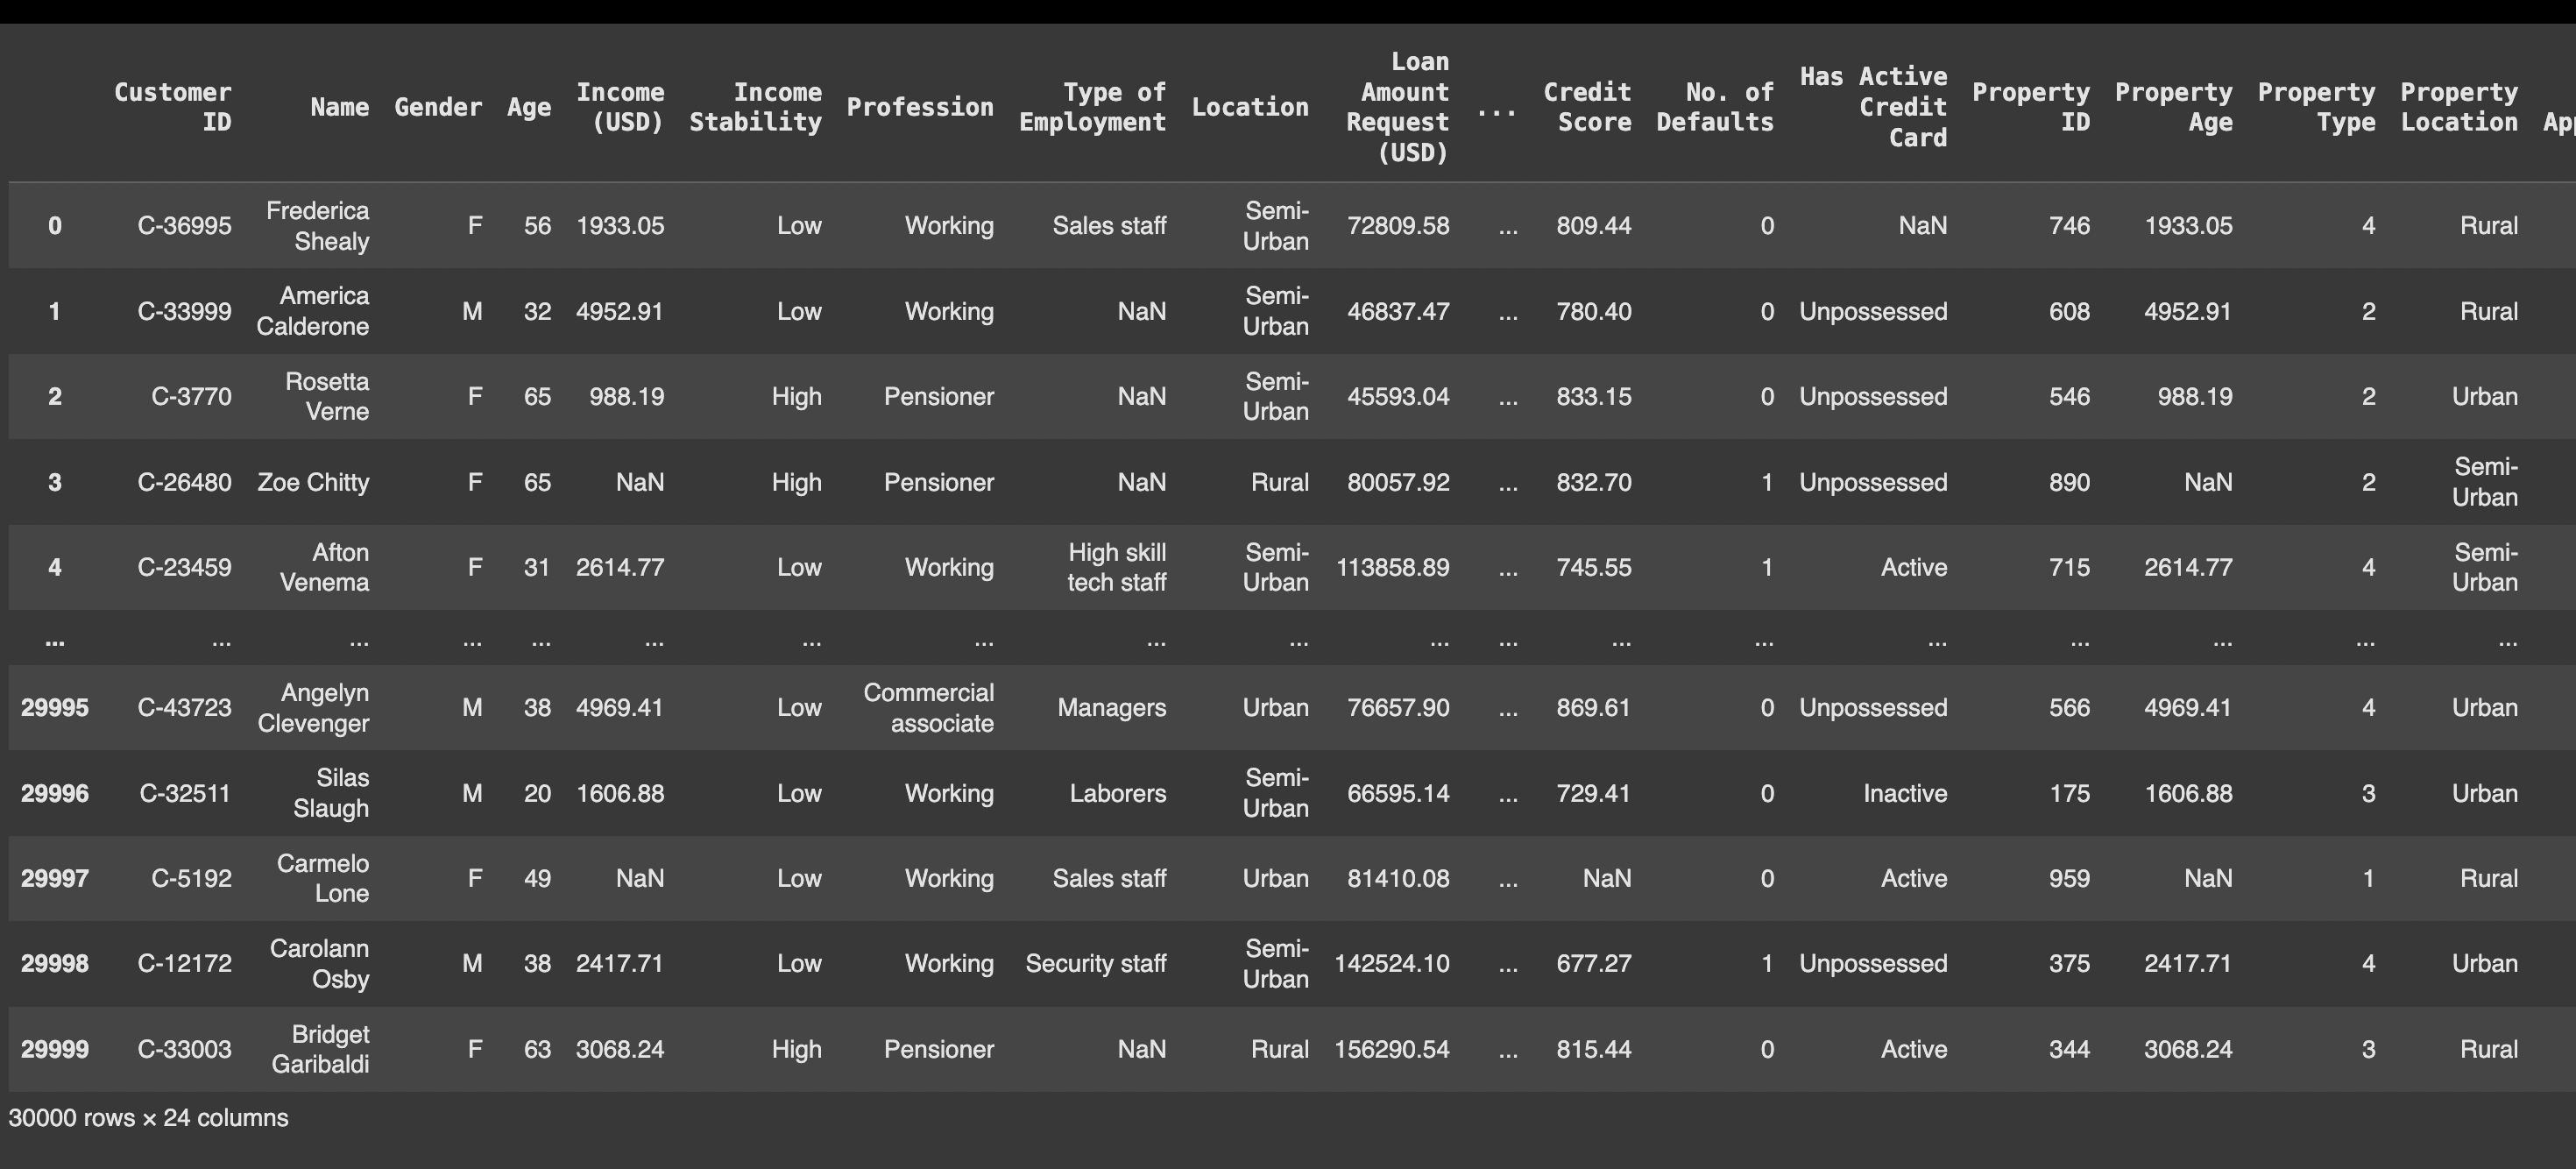 Customer ID Name Gender Age Income (USD) Income Stability Profession Type of Employment Location Loan Amount Request (USD) ... Credit Score No. of Defaults Has Active Credit Card Property ID Property Age Property Type Property Location Ap
0 C-36995 Frederica Shealy F 56 1933.05 Low Working Sales staff Semi-Urban 72809.58 ... 809.44 0 NaN 746 1933.05 4 Rural
1 C-33999 America Calderone M 32 4952.91 Low Working NaN Semi-Urban 46837.47 ... 780.40 0 Unpossessed 608 4952.91 2 Rural
2 C-3770 Rosetta Verne F 65 988.19 High Pensioner NaN Semi-Urban 45593.04 ... 833.15 0 Unpossessed 546 988.19 2 Urban
3 C-26480 Zoe Chitty F 65 NaN High Pensioner NaN Rural 80057.92 ... 832.70 1 Unpossessed 890 NaN 2 Semi-Urban
4 C-23459 Afton Venema F 31 2614.77 Low Working High skill tech staff Semi-Urban 113858.89 ... 745.55 1 Active 715 2614.77 4 Semi-Urban
... ... ... ... ... ... ... ... ... ... ... ... ... ... ... ... ... ... ...
29995 C-43723 Angelyn Clevenger M 38 4969.41 Low Commercial associate Managers Urban 76657.90 ... 869.61 0 Unpossessed 566 4969.41 4 Urban
29996 C-32511 Silas Slaugh M 20 1606.88 Low Working Laborers Semi-Urban 66595.14 ... 729.41 0 Inactive 175 1606.88 3 Urban
29997 C-5192 Carmelo Lone F 49 NaN Low Working Sales staff Urban 81410.08 ... NaN 0 Active 959 NaN 1 Rural
29998 C-12172 Carolann Osby M 38 2417.71 Low Working Security staff Semi-Urban 142524.10 ... 677.27 1 Unpossessed 375 2417.71 4 Urban
29999 C-33003 Bridget Garibaldi F 63 3068.24 High Pensioner NaN Rural 156290.54 ... 815.44 0 Active 344 3068.24 3 Rural
30000 rows × 24 columns